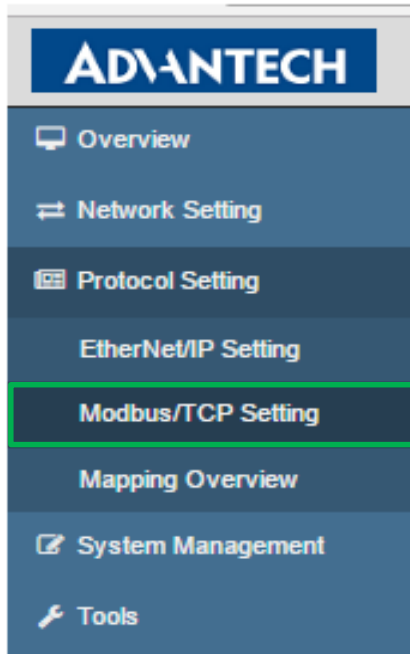 ADVANTECH
Overview
Network Setting
Protocol Setting
EtherNet/IP Setting
Modbus/TCP Setting
Mapping Overview
System Management
Tools